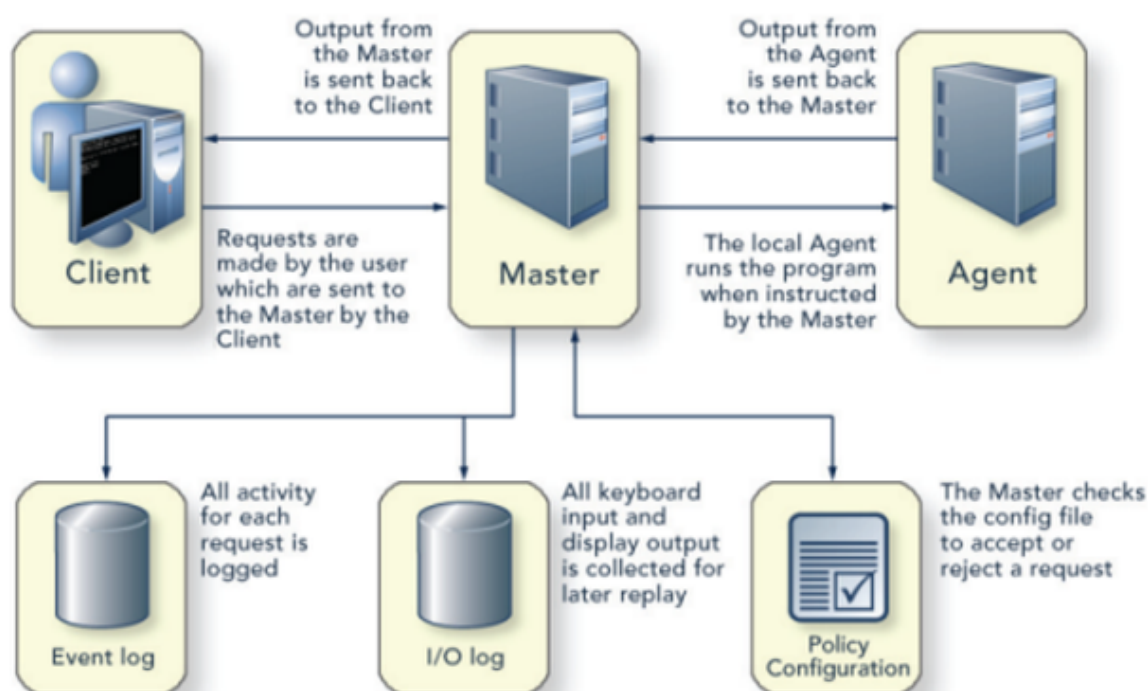 Output from
the Master
is sent back
to the Client
Output from
the Agent
is sent back
to the Master
Client
Requests are
made by the user
which are sent to
the Master by the
Client
Master
The local Agent
runs the program
when instructed
by the Master
Agent
Event log
All activity
for each
request is
logged
I/O log
All keyboard
input and
display output
is collected for
later replay
Policy
Configuration
The Master checks
the config file
to accept or
reject a request